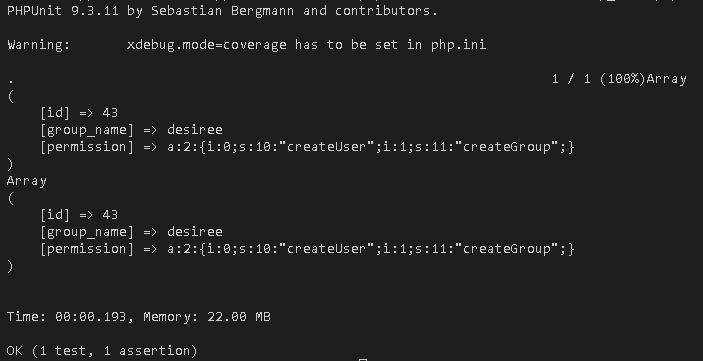 PHPUnit 9.3.11 by Sebastian Bergmann and contributors.
Warning:       xdebug.mode=coverage has to be set in php.ini
.                                                                   1 / 1 (100%)Array
(
    [id] => 43
    [group_name] => desiree
    [permission] => a:2:{i:0;s:10:"createUser";i:1;s:11:"createGroup";}
)
Array
(
    [id] => 43
    [group_name] => desiree
    [permission] => a:2:{i:0;s:10:"createUser";i:1;s:11:"createGroup";}
)
Time: 00:00.193, Memory: 22.00 MB
OK (1 test, 1 assertion)